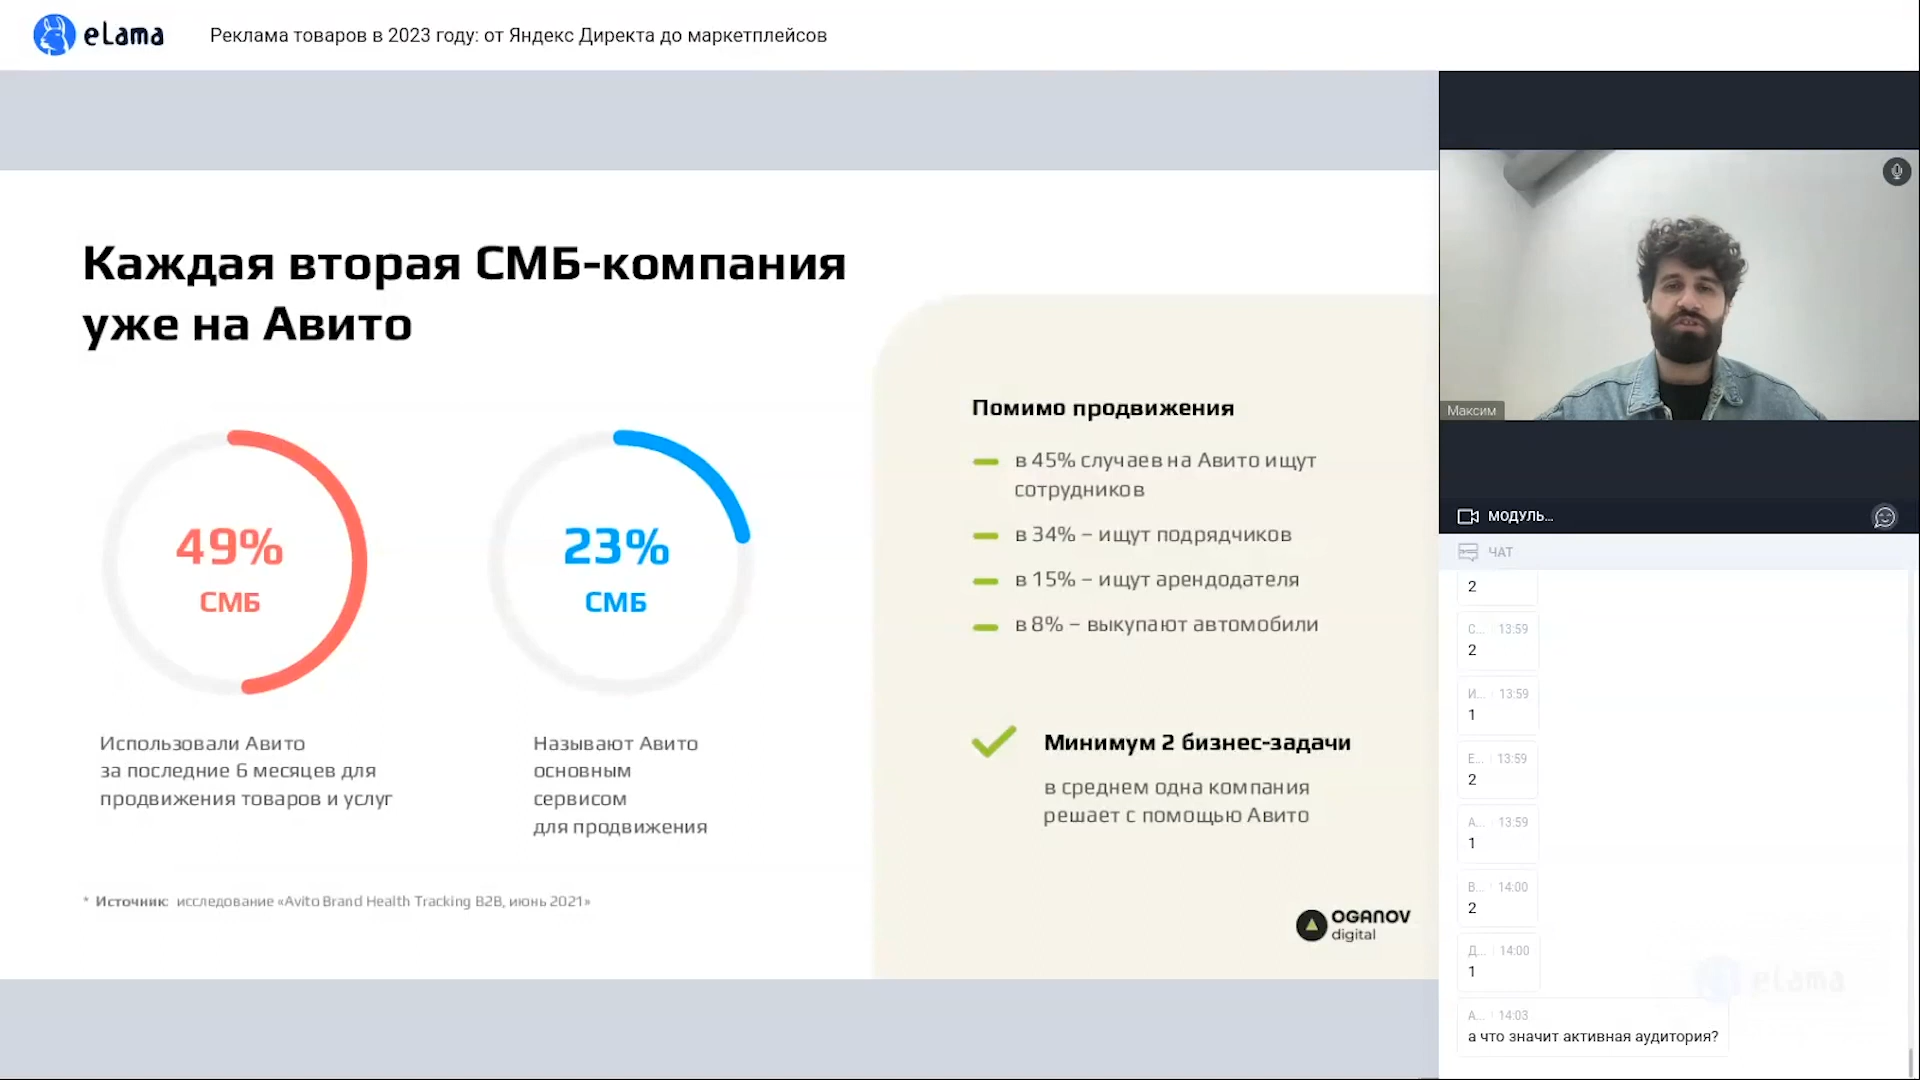 eLama
Реклама товаров в 2023 году: от Яндекс Директа до маркетплейсов
Каждая вторая СМБ-компания
уже на Авито
49%
СМБ
Использовали Авито
за последние 6 месяцев для
продвижения товаров и услуг
23%
СМБ
Называют Авито
основным
сервисом
для продвижения
* Источник: исследование «Avito Brand Health Tracking B2B, июнь 2021»
Помимо продвижения
в 45% случаев на Авито ищут
сотрудников
в 34% – ищут подрядчиков
в 15% – ищут арендодателя
в 8% – выкупают автомобили
Минимум 2 бизнес-задачи
в среднем одна компания
решает с помощью Авито
OGANOV
digital
Максим
МОДУЛЬ...
ЧАТ
2
С... 13:59
2
И... 13:59
1
Е... 13:59
2
А... 13:59
1
В... 14:00
2
Д... 14:00
1
А... 14:03
а что значит активная аудитория?
eLama